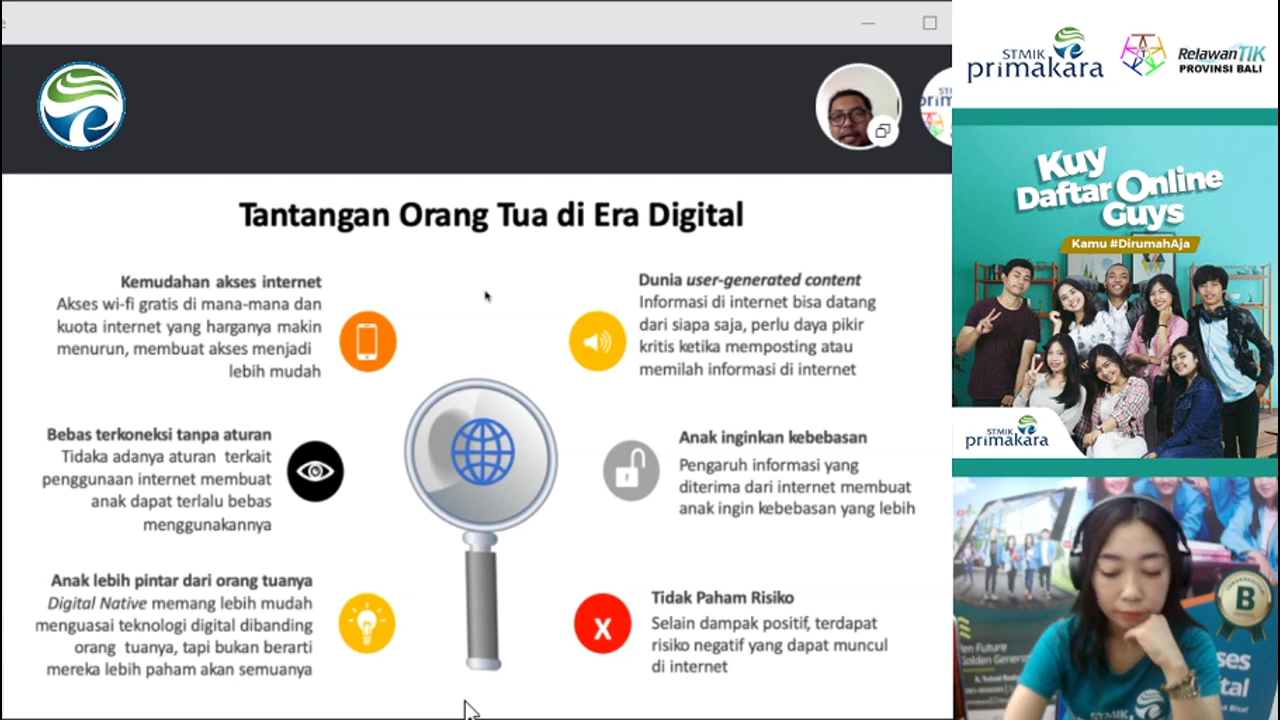 Tantangan Orang Tua di Era Digital
Kemudahan akses internet
Akses wi-fi gratis di mana-mana dan
kuota internet yang harganya makin
menurun, membuat akses menjadi
lebih mudah
Bebas terkoneksi tanpa aturan
Tidaka adanya aturan terkait
penggunaan internet membuat
anak dapat terlalu bebas
menggunakannya
Anak lebih pintar dari orang tuanya
Digital Native memang lebih mudah
menguasai teknologi digital dibanding
orang tuanya, tapi bukan berarti
mereka lebih paham akan semuanya
Dunia user-generated content
Informasi di internet bisa datang
dari siapa saja, perlu daya pikir
kritis ketika memposting atau
memilah informasi di internet
Anak inginkan kebebasan
Pengaruh informasi yang
diterima dari internet membuat
anak ingin kebebasan yang lebih
Tidak Paham Risiko
Selain dampak positif, terdapat
risiko negatif yang dapat muncul
di internet
X
STMIK
primakara
RelawanTIK
PROVINSI BALI
Kuy
Daftar Online
Guys
Kamu #DirumahAja
STMIK
primakara
B
STMIK